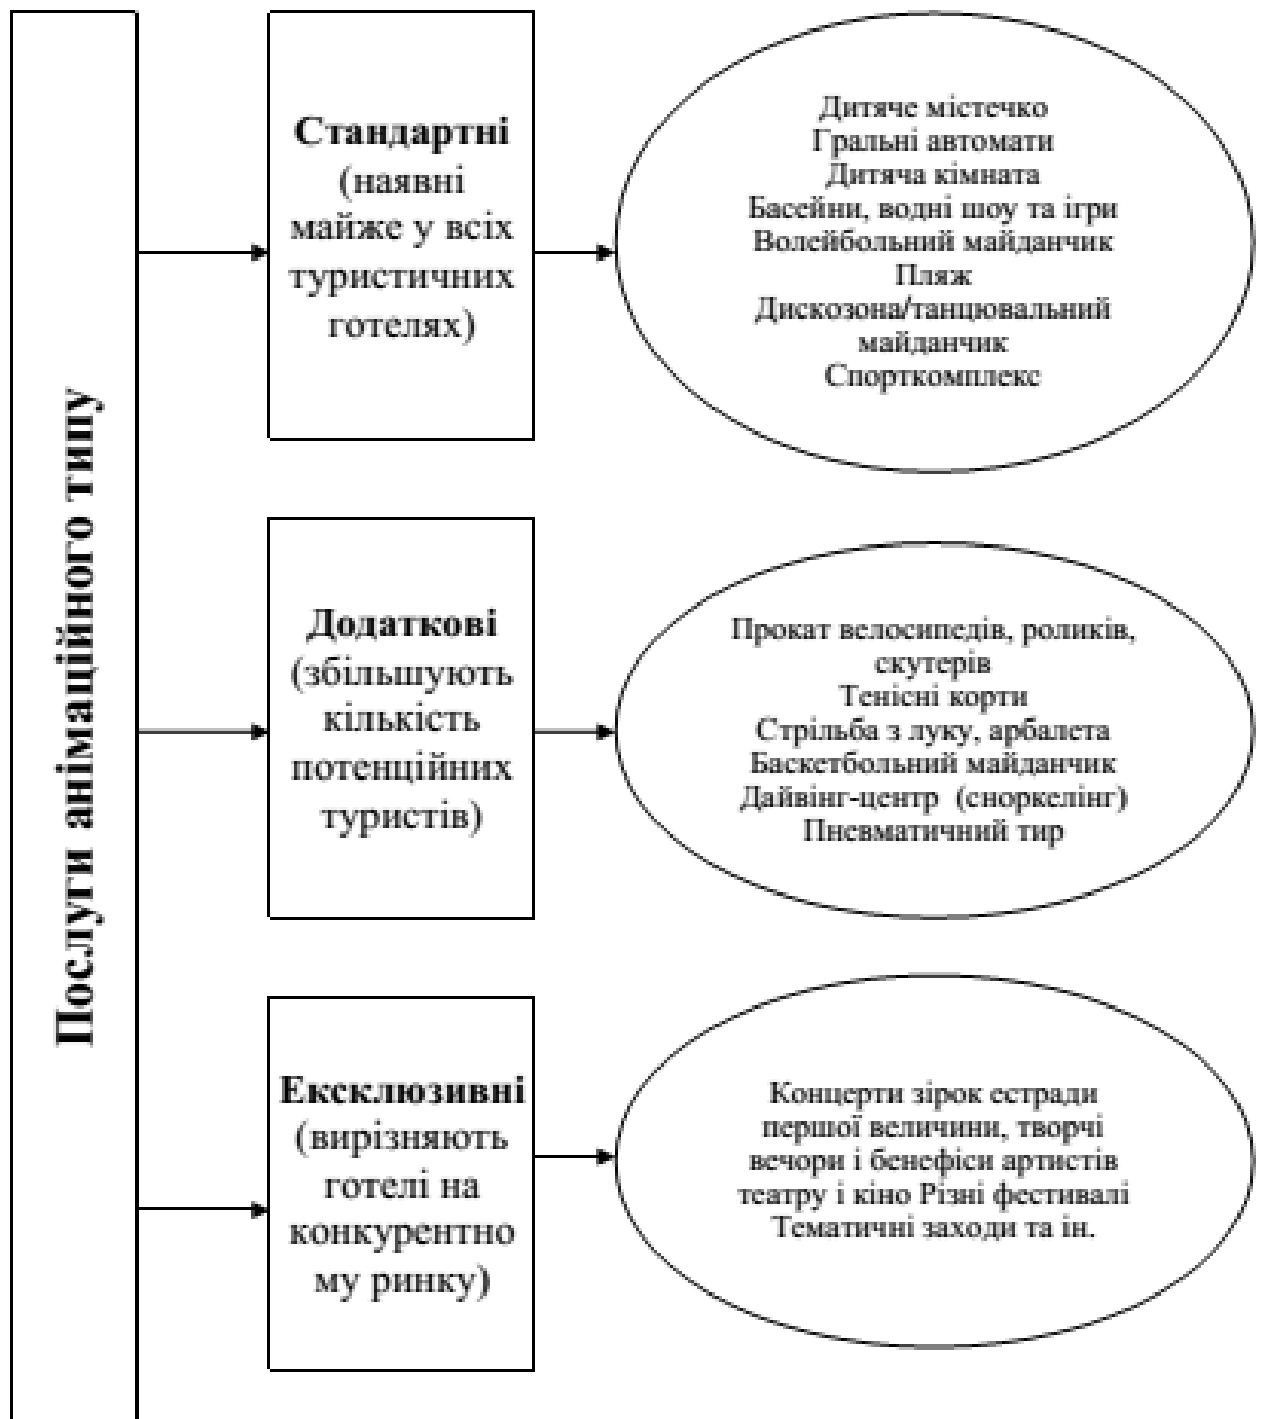 Послуги анімаційного типу
Стандартні
(наявні
майже у всіх
туристичних
готелях)
Дитяче містечко
Гральні автомати
Дитяча кімната
Басейни, водні шоу та ігри
Волейбольний майданчик
Пляж
Дискозона/танцювальний
майданчик
Спорткомплекс
Додаткові
(збільшують
кількість
потенційних
туристів)
Прокат велосипедів, роликів,
скутерів
Тенісні корти
Стрільба з луку, арбалета
Баскетбольний майданчик
Дайвінг-центр (сноркелінг)
Пневматичний тир
Ексклюзивні
(вирізняють
готелі на
конкурентно
му ринку)
Концерти зірок естради
першої величини, творчі
вечори і бенефіси артистів
театру і кіно Різні фестивалі
Тематичні заходи та ін.